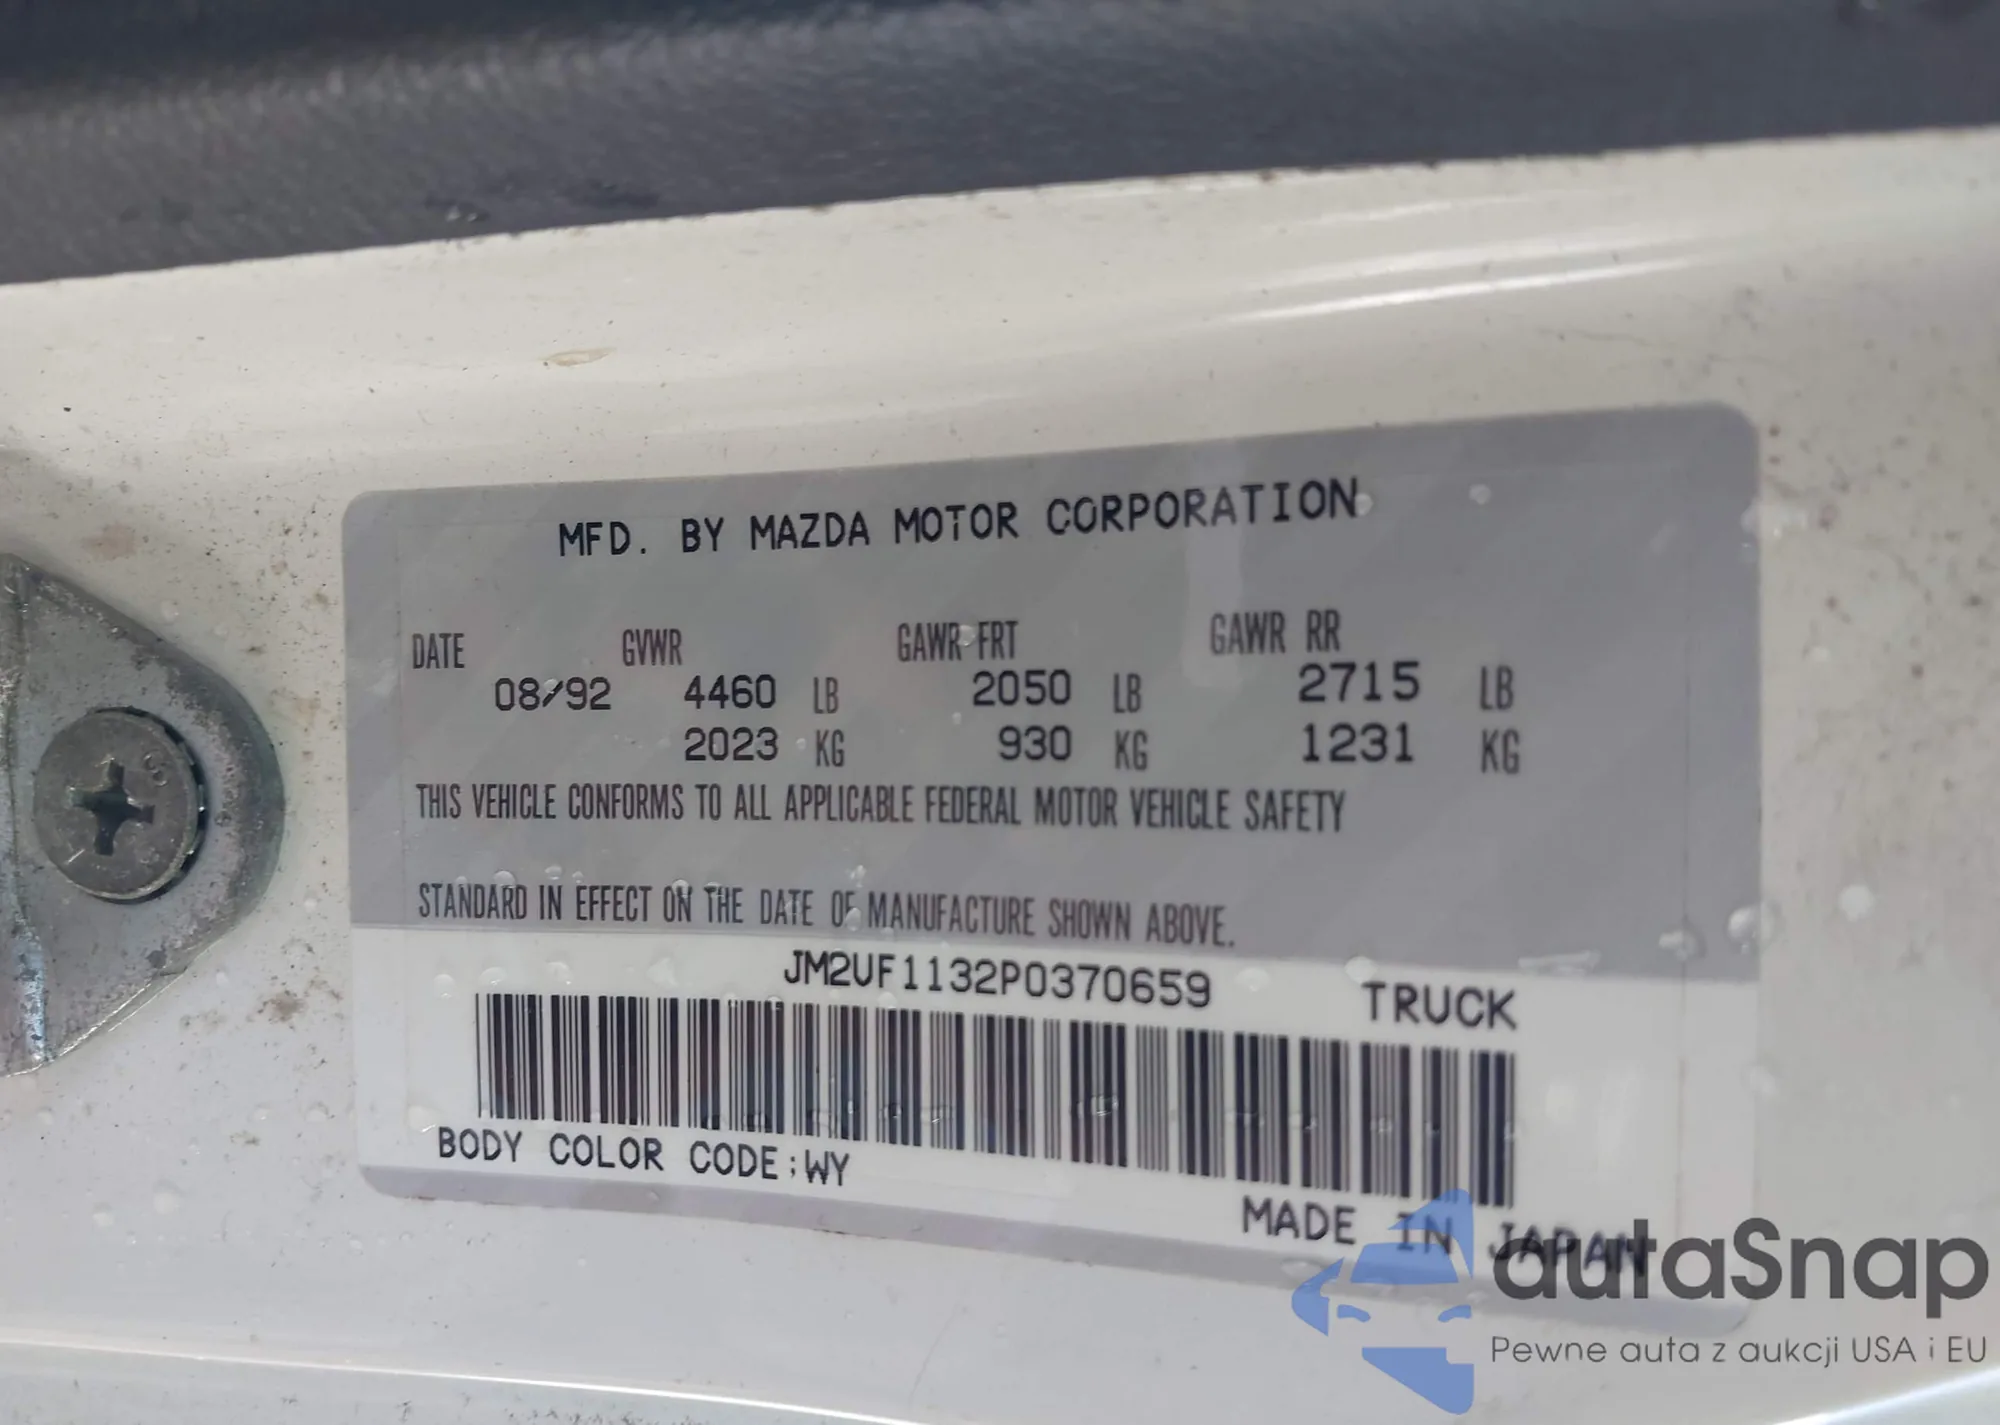 MFD. BY MAZDA MOTOR CORPORATION
DATE GVWR GAWR FRT GAWR RR
08/92 4460 LB 2050 LB 2715 LB
2023 KG 930 KG 1231 KG
THIS VEHICLE CONFORMS TO ALL APPLICABLE FEDERAL MOTOR VEHICLE SAFETY
STANDARD IN EFFECT ON THE DATE OF MANUFACTURE SHOWN ABOVE.
JM2UF1132P0370659 TRUCK
BODY COLOR CODE;WY
MADE IN JAPAN
autaSnap
Pewne auta z aukcji USA i EU